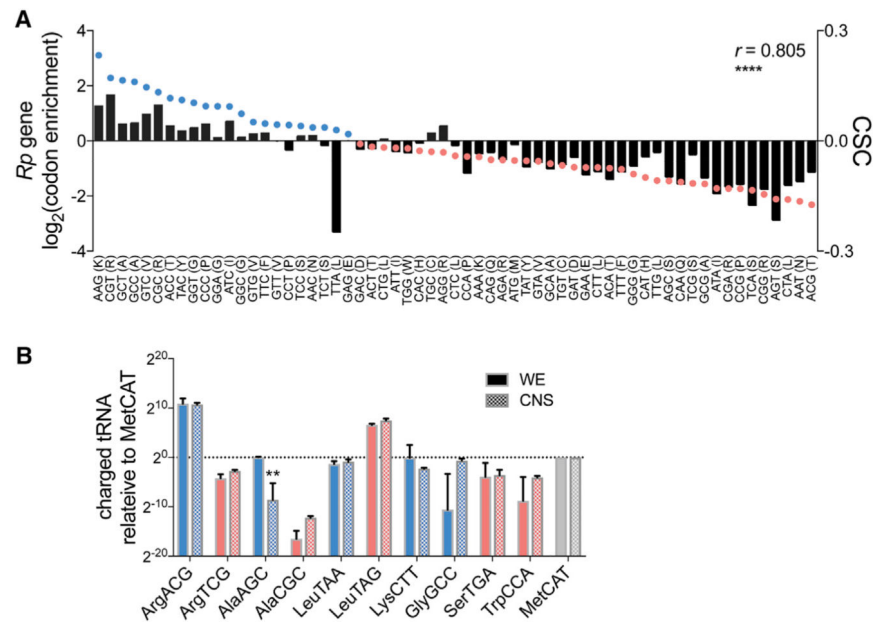 A
4
2
0
-2
-4
Rp gene
log2(codon enrichment)
0.3
0.0
-0.3
CSC
r = 0.805
****
AAG (K)
CGT (R)
GCT (A)
GCC (A)
GTC (V)
CGC (R)
ACC (T)
TAC (Y)
GGT (G)
CCC (P)
GGA (G)
ATC (I)
GGC (G)
GTG (V)
TTC (F)
GTT (V)
CCT (P)
TCC (S)
AAC (N)
TCT (S)
TTA (L)
GAG (E)
GAC (D)
ACT (T)
CTG (L)
ATT (I)
TGG (W)
CAC (H)
TGC (C)
AGG (R)
CTC (L)
CCA (P)
AAA (K)
CAG (Q)
AGA (R)
ATG (M)
TAT (Y)
GTA (V)
GCA (A)
TGT (C)
GAT (D)
GAA (E)
CTT (L)
ACA (T)
TTT (F)
GGG (G)
CAT (H)
TTG (L)
AGC (S)
CAA (Q)
TCG (S)
GCG (A)
ATA (I)
CGA (R)
CCG (P)
TCA (S)
CGG (R)
AGT (S)
CTA (L)
AAT (N)
ACG (T)
B
2^20
2^10
2^0
2^-10
2^-20
charged tRNA
relateive to MetCAT
WE
CNS
**
ArgACG
ArgTCG
AlaAGC
AlaCGC
LeuTAA
LeuTAG
LysCTT
GlyGCC
SerTGA
TrpCCA
MetCAT